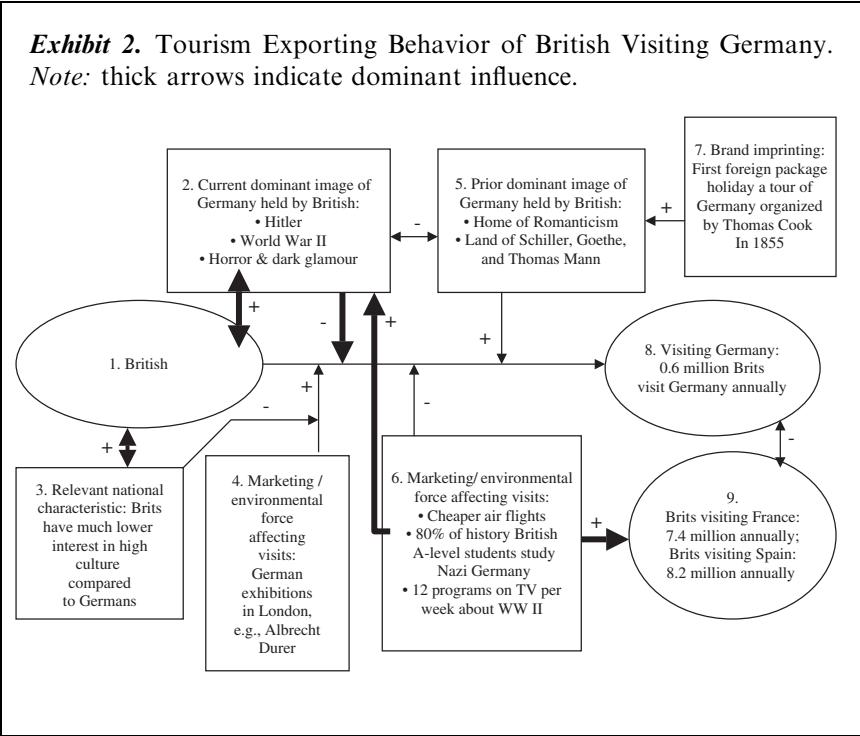 Exhibit 2. Tourism Exporting Behavior of British Visiting Germany.
Note: thick arrows indicate dominant influence.
2. Current dominant image of
Germany held by British:
• Hitler
• World War II
• Horror & dark glamour
-
5. Prior dominant image of
Germany held by British:
• Home of Romanticism
• Land of Schiller, Goethe,
and Thomas Mann
+
7. Brand imprinting:
First foreign package
holiday a tour of
Germany organized
by Thomas Cook
In 1855
+
-
+
+
1. British
+
-
-
8. Visiting Germany:
0.6 million Brits
visit Germany annually
-
+
3. Relevant national
characteristic: Brits
have much lower
interest in high
culture
compared
to Germans
4. Marketing /
environmental
force
affecting
visits:
German
exhibitions
in London,
e.g., Albrecht
Durer
6. Marketing/ environmental
force affecting visits:
• Cheaper air flights
• 80% of history British
A-level students study
Nazi Germany
• 12 programs on TV per
week about WW II
+
9.
Brits visiting France:
7.4 million annually;
Brits visiting Spain:
8.2 million annually